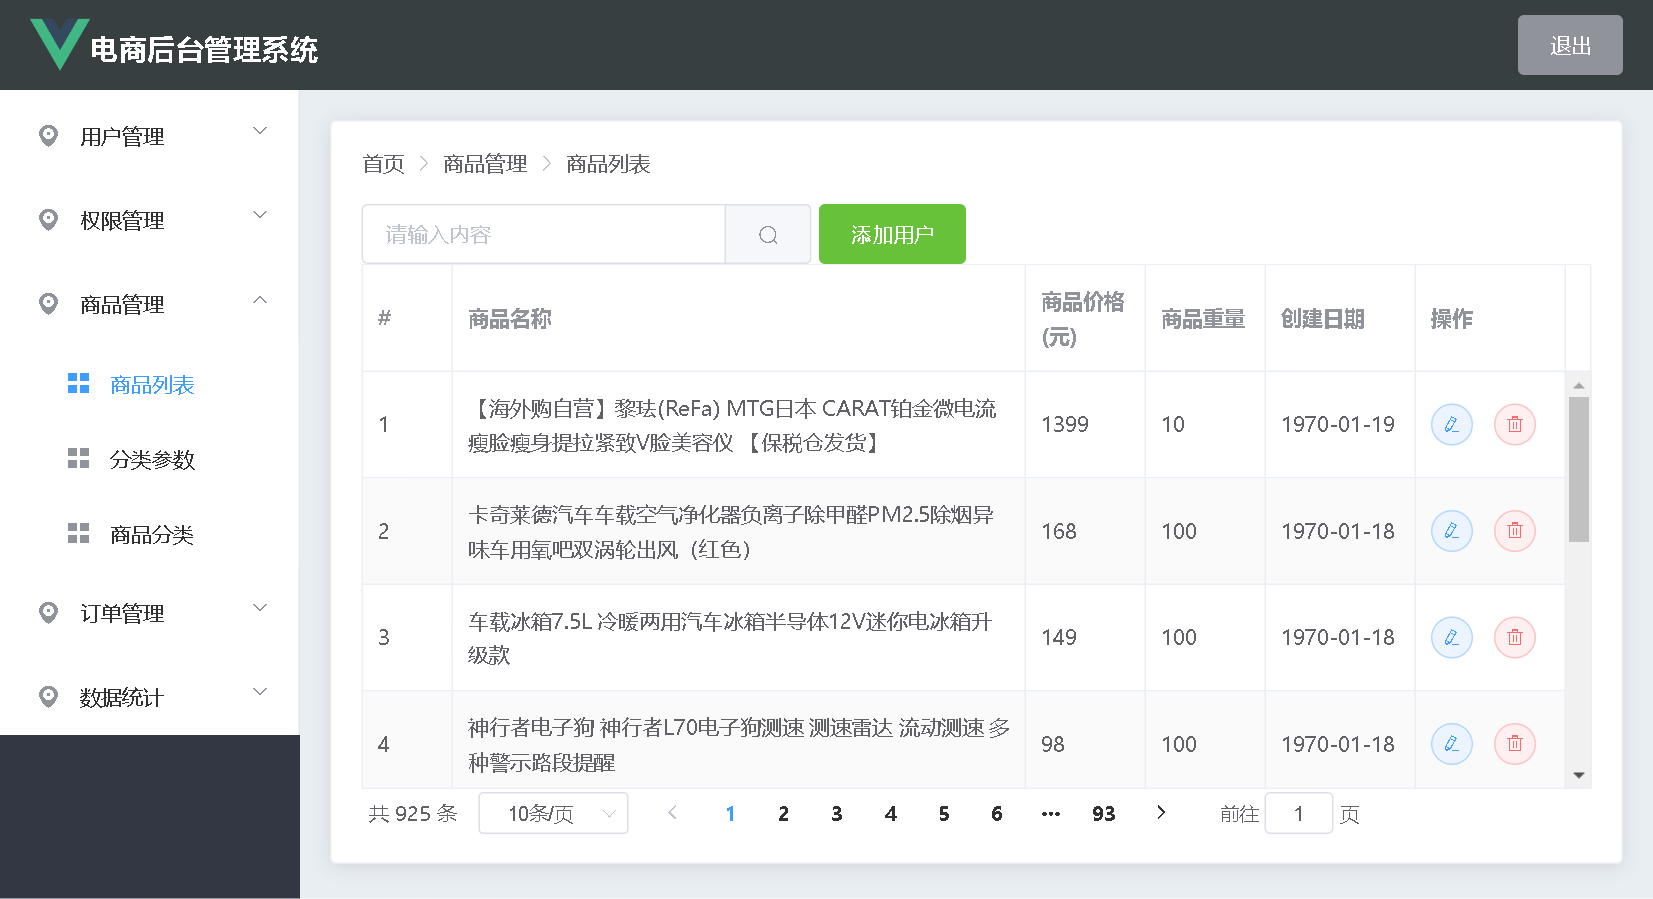 电商后台管理系统
退出
用户管理
权限管理
商品管理
商品列表
分类参数
商品分类
订单管理
数据统计
首页 > 商品管理 > 商品列表
请输入内容
添加用户
# 商品名称 商品价格(元) 商品重量 创建日期 操作
1 【海外购自营】黎珐(ReFa) MTG日本 CARAT铂金微电流 1399 10 1970-01-19
瘦脸瘦身提拉紧致V脸美容仪 【保税仓发货】
2 卡奇莱德汽车车载空气净化器负离子除甲醛PM2.5除烟异 168 100 1970-01-18
味车用氧吧双涡轮出风（红色）
3 车载冰箱7.5L 冷暖两用汽车冰箱半导体12V迷你电冰箱升 149 100 1970-01-18
级款
4 神行者电子狗 神行者L70电子狗测速 测速雷达 流动测速 多 98 100 1970-01-18
种警示路段提醒
共 925 条 10条/页 < 1 2 3 4 5 6 ··· 93 > 前往 1 页